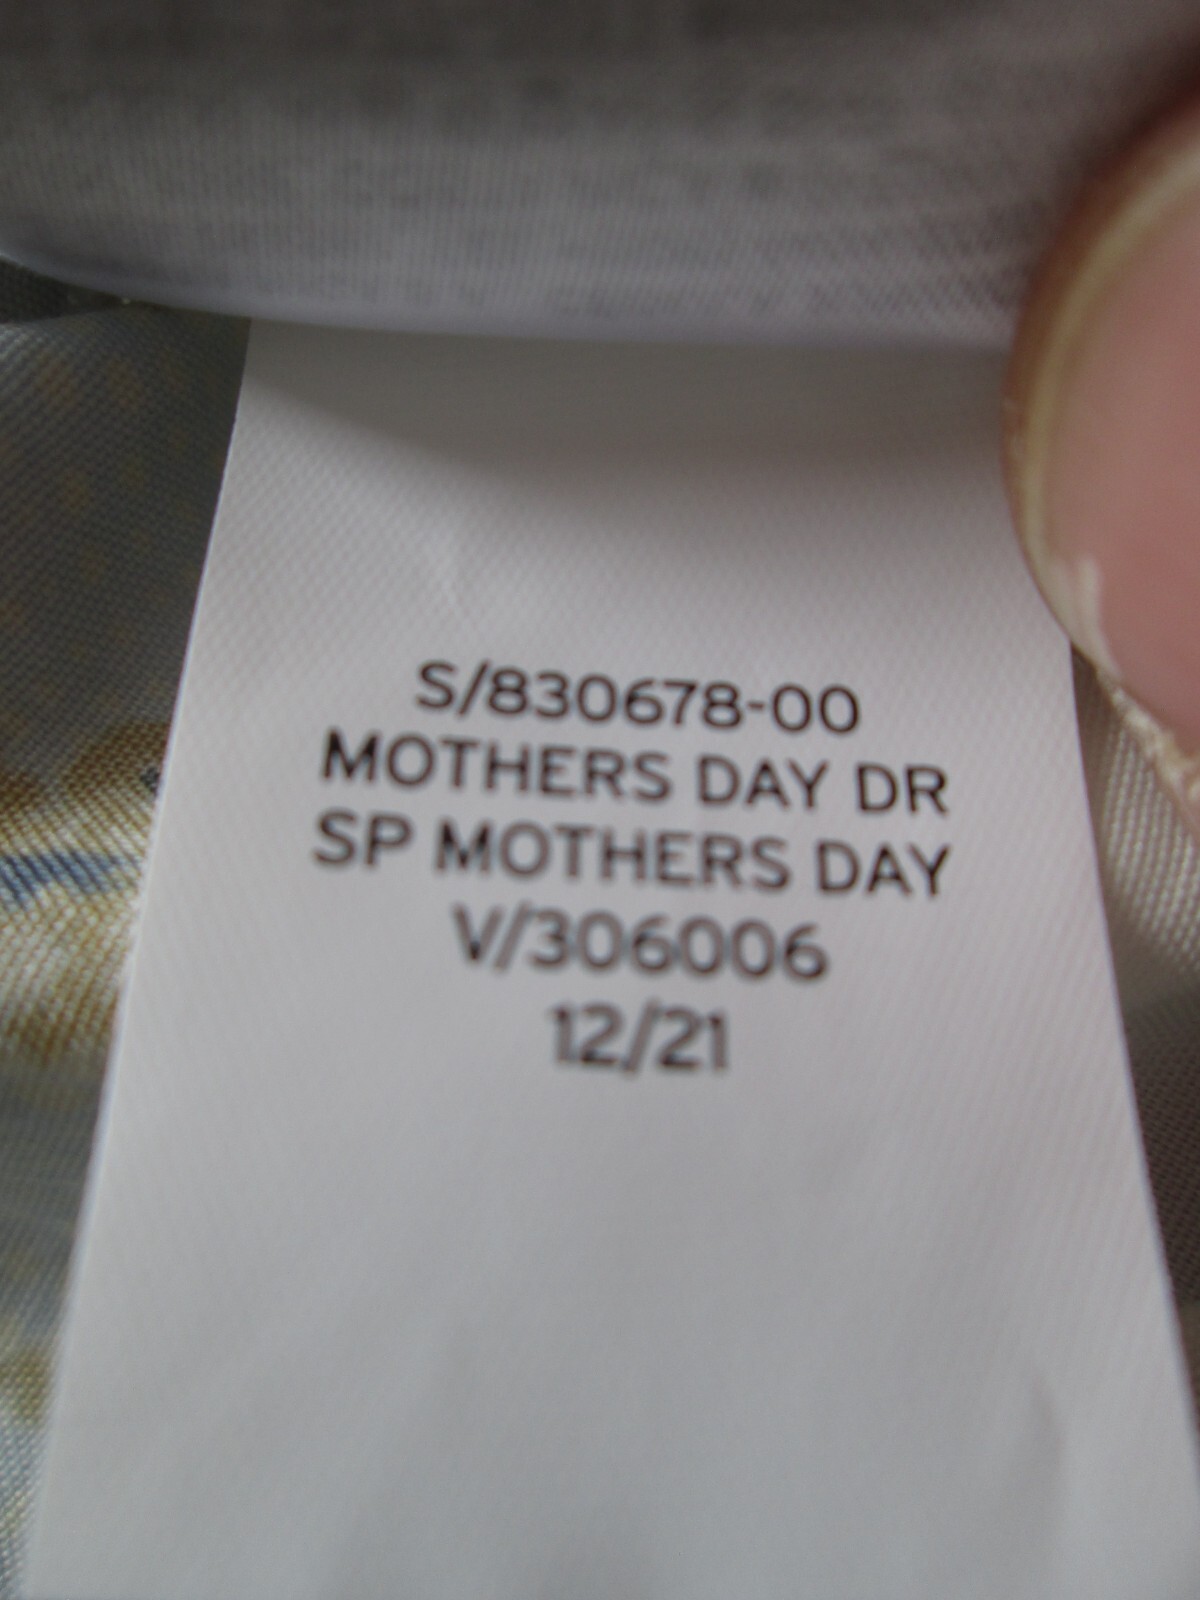 S/830678-00
MOTHERS DAY DR
SP MOTHERS DAY
V/306006
12/21